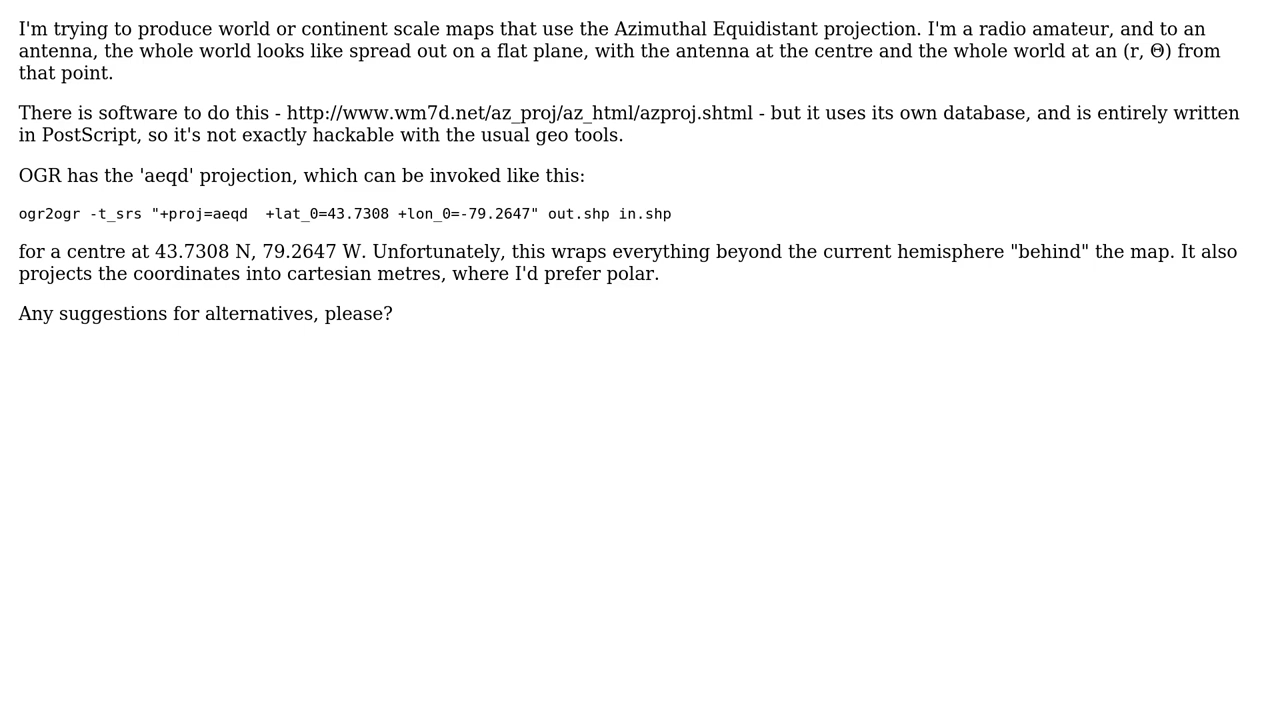 I'm trying to produce world or continent scale maps that use the Azimuthal Equidistant projection. I'm a radio amateur, and to an
antenna, the whole world looks like spread out on a flat plane, with the antenna at the centre and the whole world at an (r, Θ) from
that point.
There is software to do this - http://www.wm7d.net/az_proj/az_html/azproj.shtml - but it uses its own database, and is entirely written
in PostScript, so it's not exactly hackable with the usual geo tools.
OGR has the 'aeqd' projection, which can be invoked like this:
ogr2ogr -t_srs "+proj=aeqd  +lat_0=43.7308 +lon_0=-79.2647" out.shp in.shp
for a centre at 43.7308 N, 79.2647 W. Unfortunately, this wraps everything beyond the current hemisphere "behind" the map. It also
projects the coordinates into cartesian metres, where I'd prefer polar.
Any suggestions for alternatives, please?